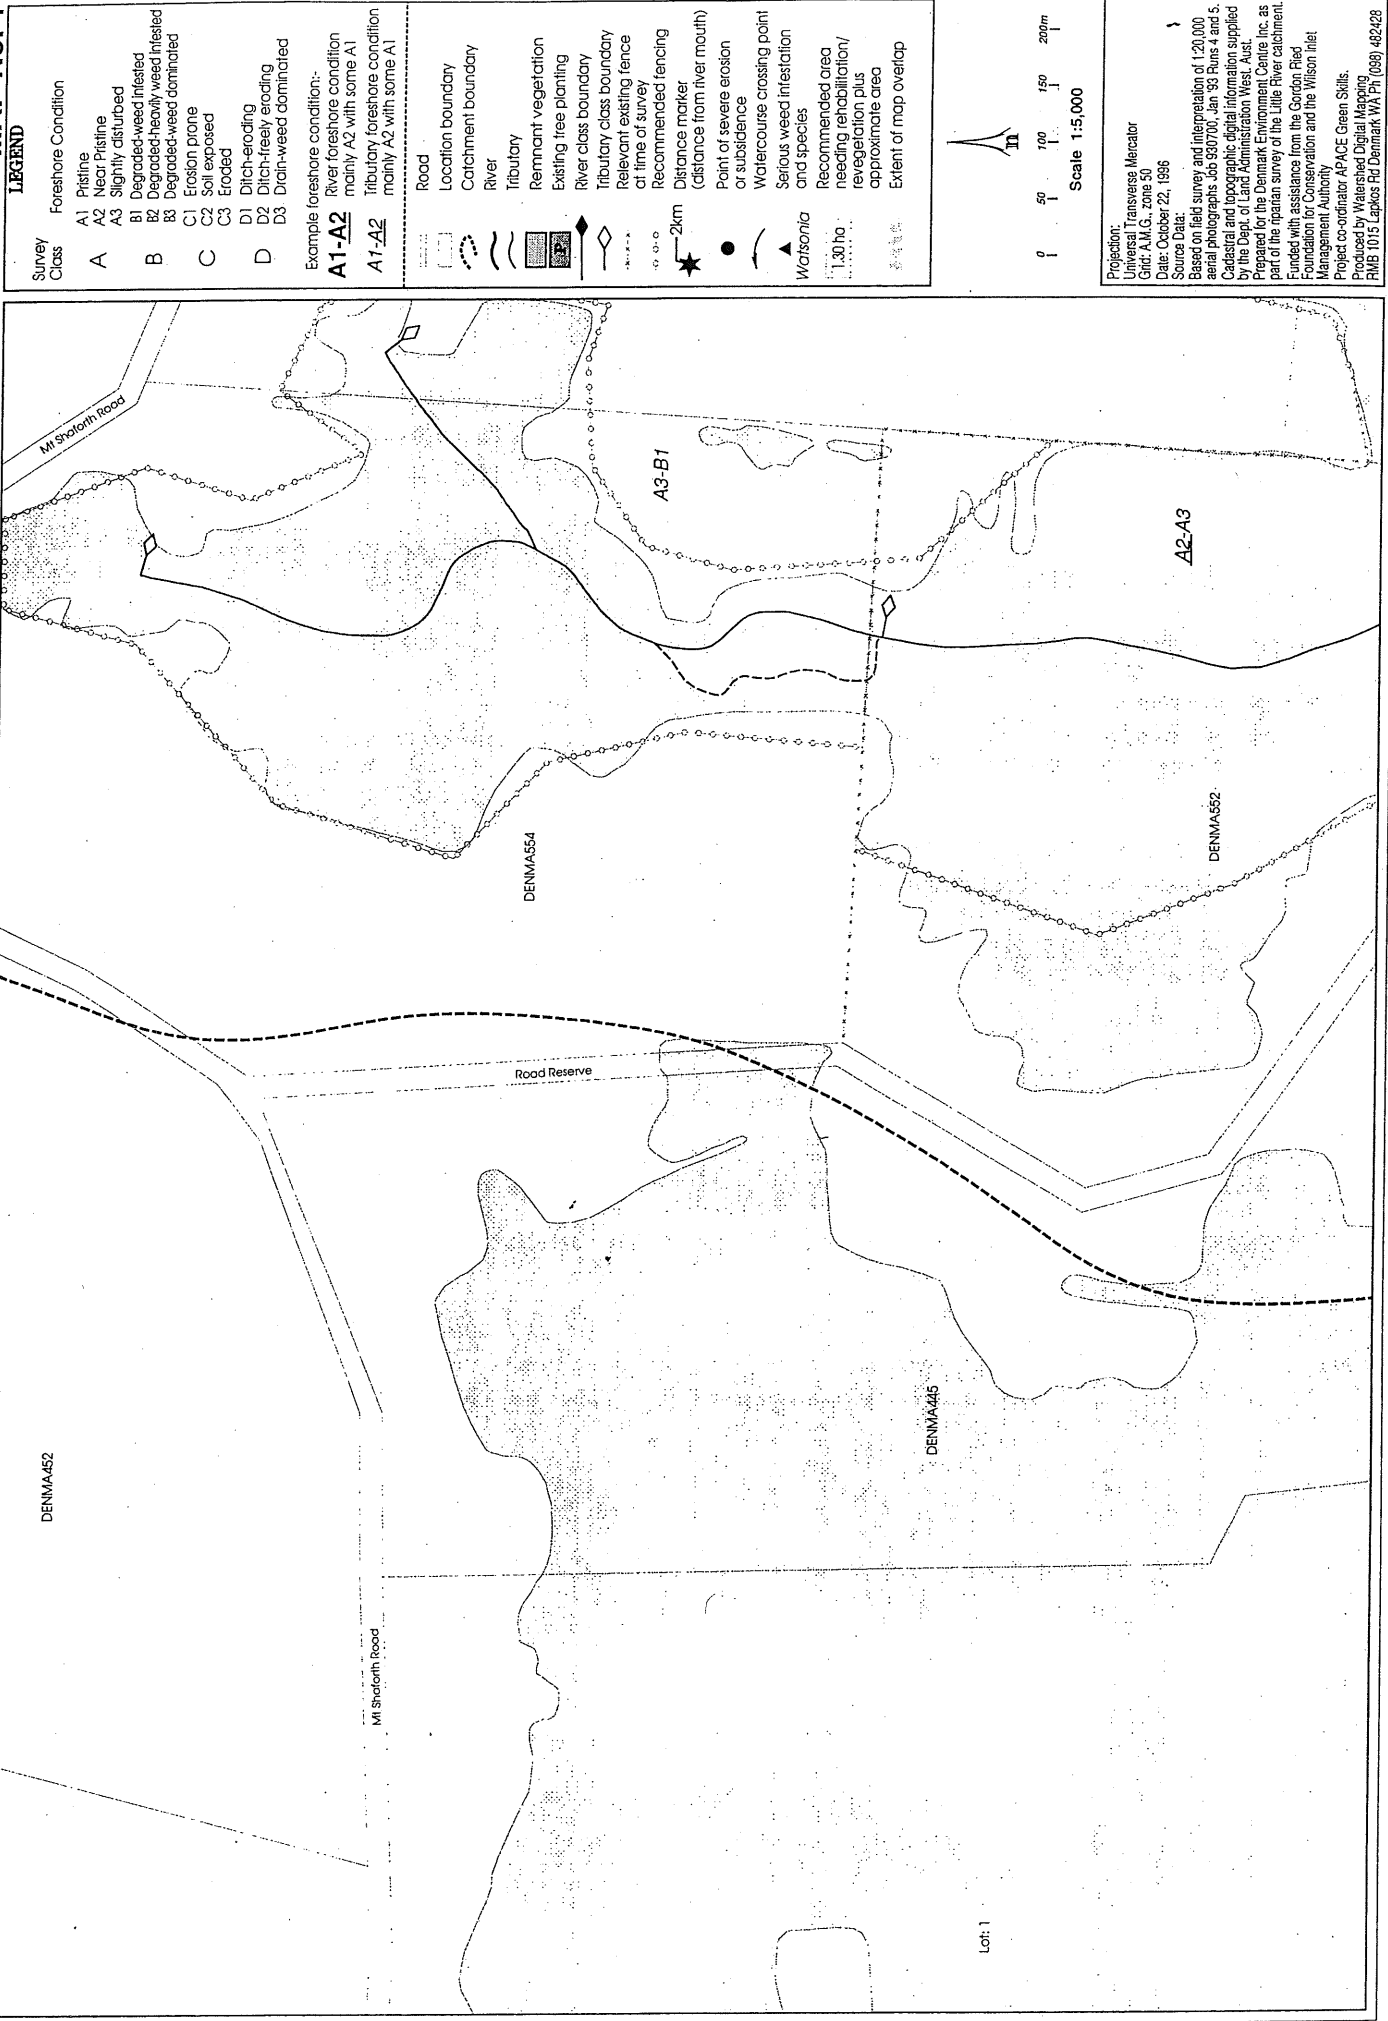 LEGEND
Survey
Class
Foreshore Condition
A
A1 Pristine
A2 Near Pristine
A3 Slightly disturbed
B
B1 Degraded-weed infested
B2 Degraded-heavily weed infested
B3 Degraded-weed dominated
C
C1 Erosion prone
C2 Soil exposed
C3 Eroded
D
D1 Ditch-eroding
D2 Ditch-freely eroding
D3 Drain-weed dominated
Example foreshore condition:-
A1-A2 River foreshore condition
mainly A2 with some A1
A1-A2 Tributary foreshore condition
mainly A2 with some A1
Road
Location boundary
Catchment boundary
River
Tributary
Remnant vegetation
P Existing tree planting
River class boundary
Tributary class boundary
Relevant existing fence
at time of survey
Recommended fencing
2km Distance marker
(distance from river mouth)
Point of severe erosion
or subsidence
Watercourse crossing point
Serious weed infestation
Watsonia and species
Recommended area
1.30 ha needing rehabilitation/
revegetation plus
approximate area
Extent of map overlap
n
0 50 100 150 200m
Scale 1:5,000
Projection:
Universal Transverse Mercator
Grid: A.M.G., zone 50
Date: October 22, 1996
Source Data:
Based on field survey and interpretation of 1:20,000
aerial photographs Job 930700, Jan '93 Runs 4 and 5.
Cadastral and topographic digital information supplied
by the Dept. of Land Administration West. Aust.
Prepared for the Denmark Environment Centre Inc. as
part of the riparian survey of the Little River catchment.
Funded with assistance from the Gordon Ried
Foundation for Conservation and the Wilson Inlet
Management Authority
Project co-ordinator APACE Green Skills.
Produced by Watershed Digital Mapping
RMB 1015 Lapkos Rd Denmark WA Ph (098) 482428
Mt Shaforth Road
A3-B1
A2-A3
DENMA554
DENMA552
Road Reserve
DENMA452
DENMA445
Mt Shaforth Road
Lot: 1